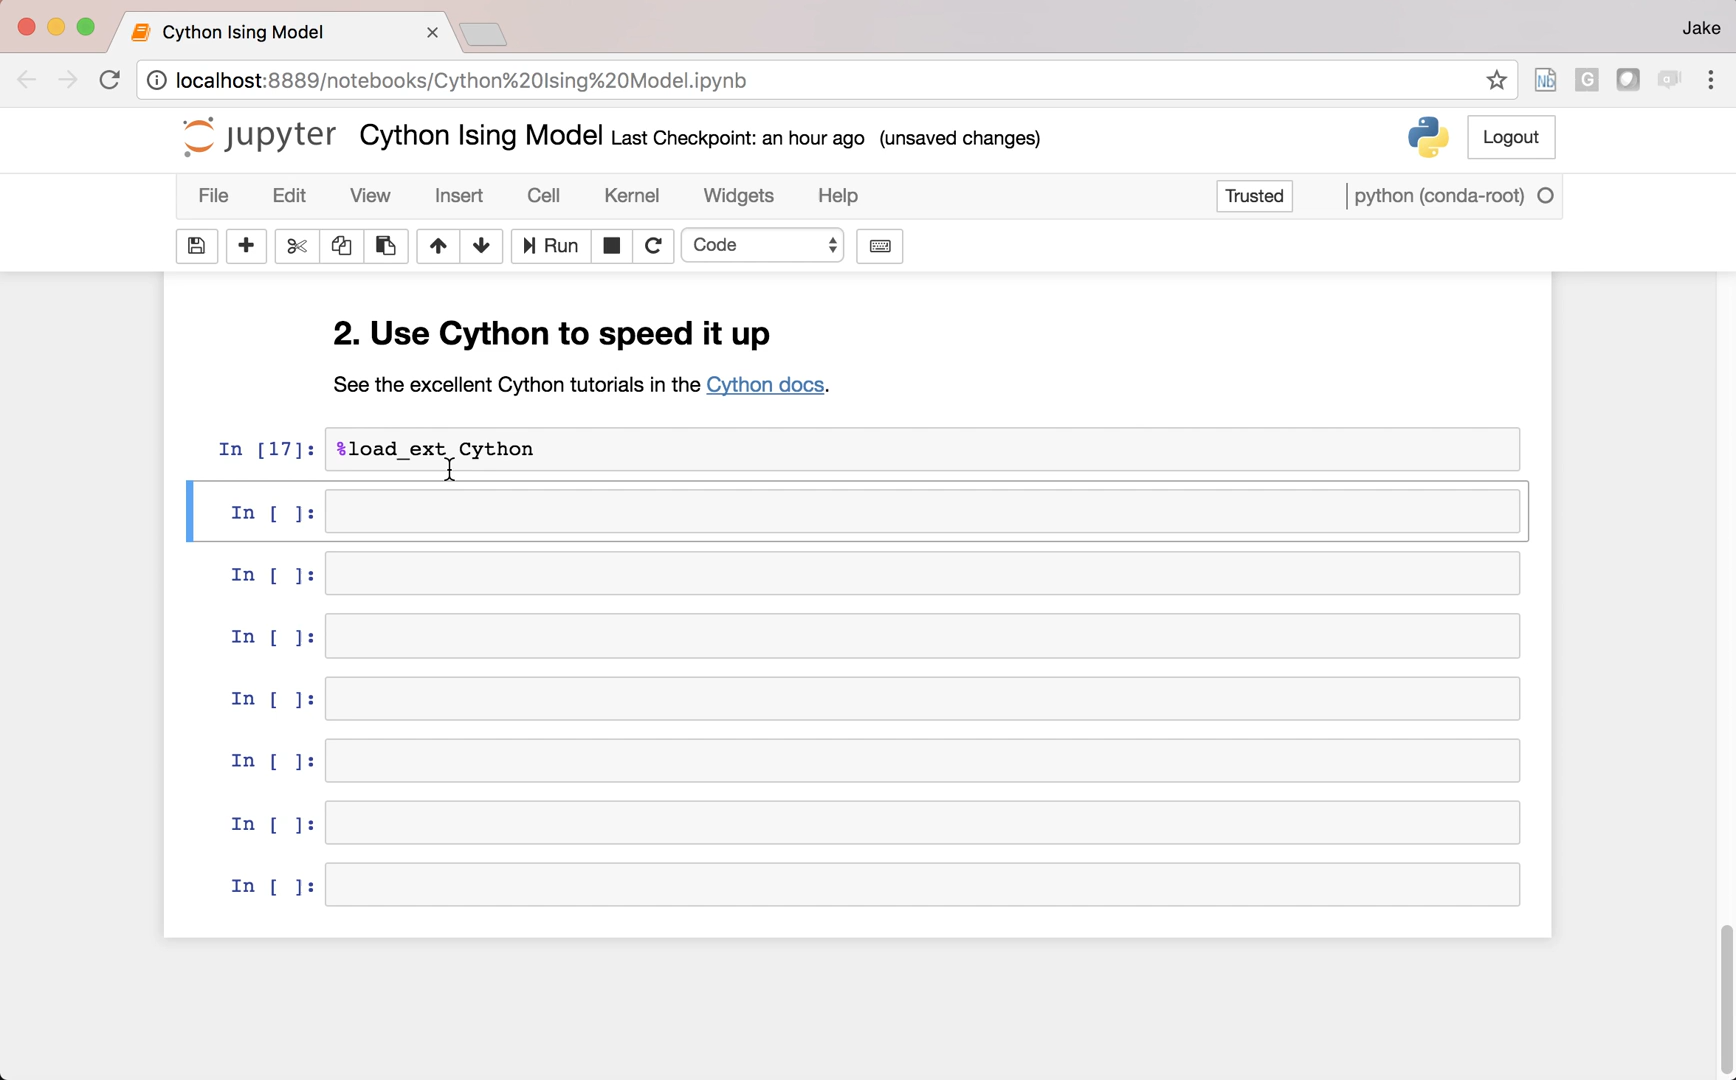 Cython Ising Model
Jake
localhost:8889/notebooks/Cython%20Ising%20Model.ipynb
Nb G a
jupyter Cython Ising Model Last Checkpoint: an hour ago (unsaved changes) Logout
File Edit View Insert Cell Kernel Widgets Help Trusted python (conda-root)
Run Code
2. Use Cython to speed it up
See the excellent Cython tutorials in the Cython docs.
In [17]: %load_ext Cython
In [ ]:
In [ ]:
In [ ]:
In [ ]:
In [ ]:
In [ ]:
In [ ]: